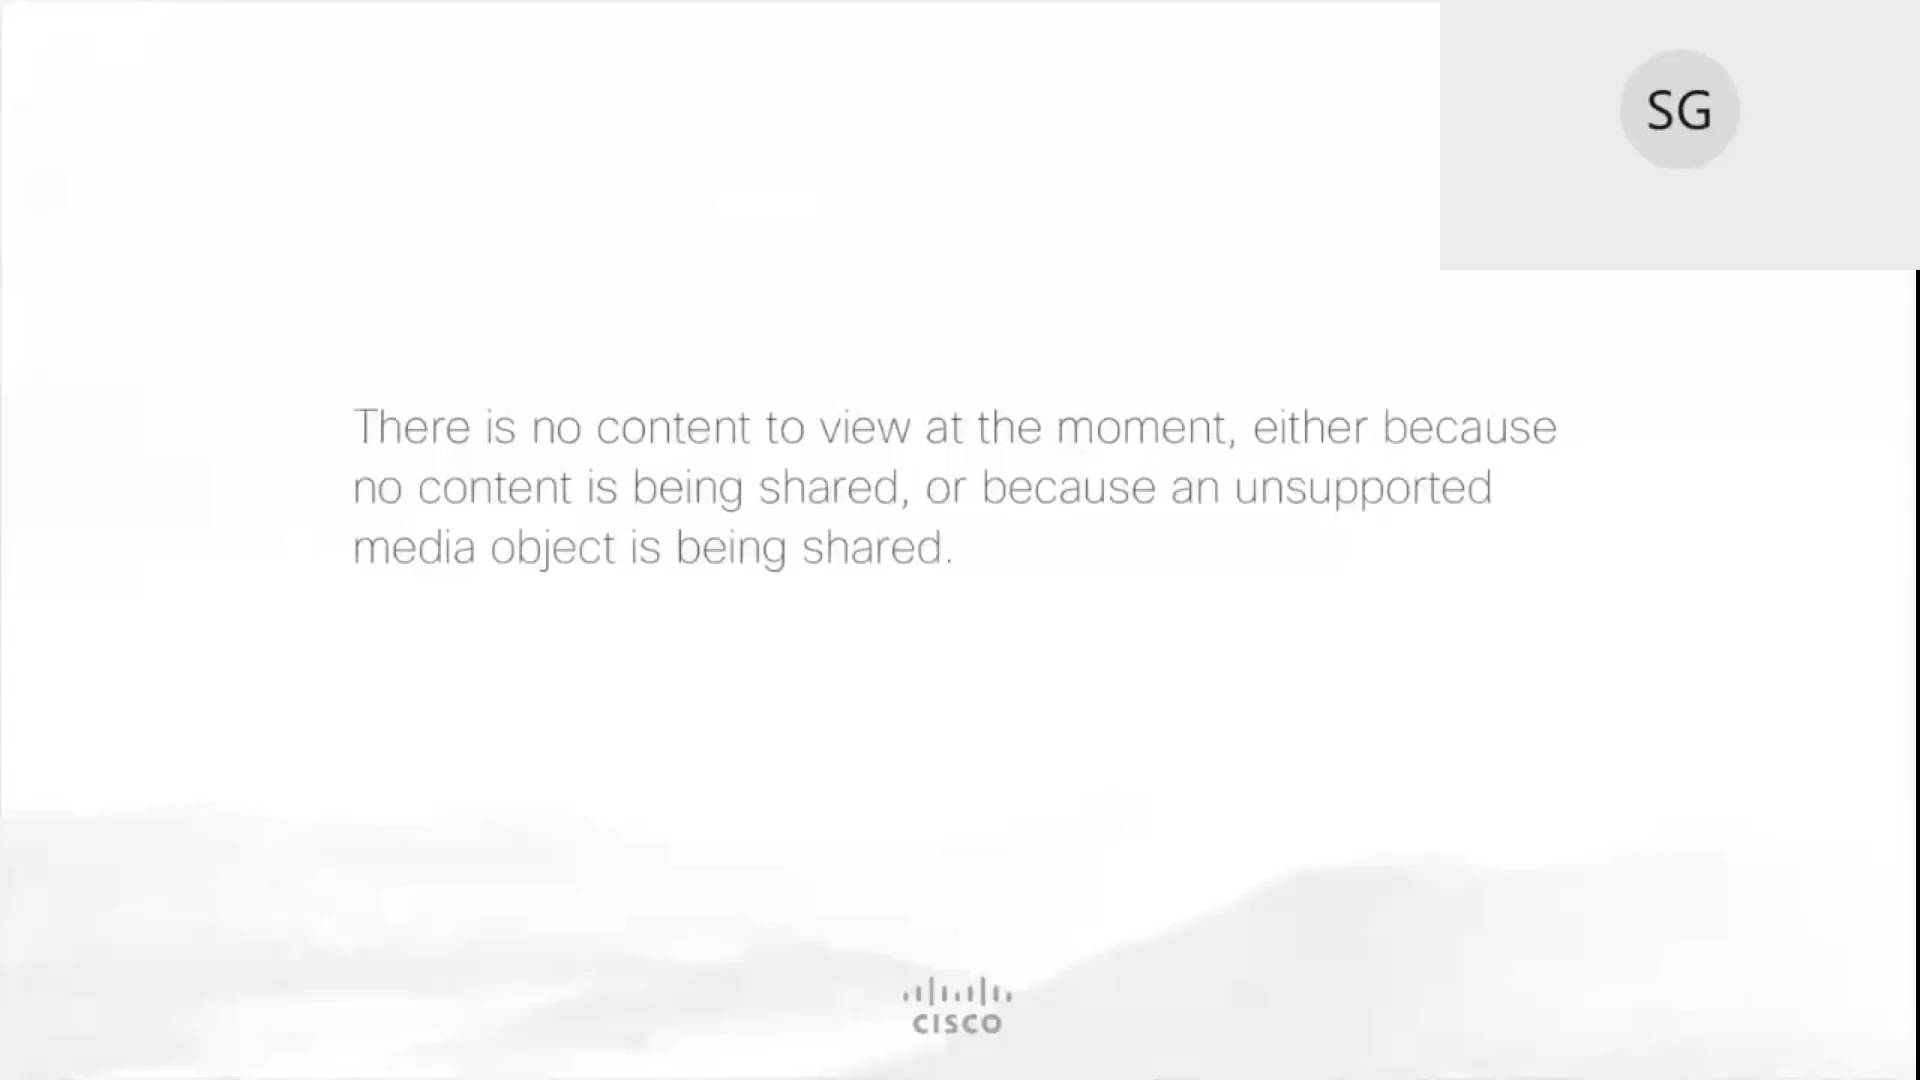 SG
There is no content to view at the moment, either because
no content is being shared, or because an unsupported
media object is being shared.
CISCO